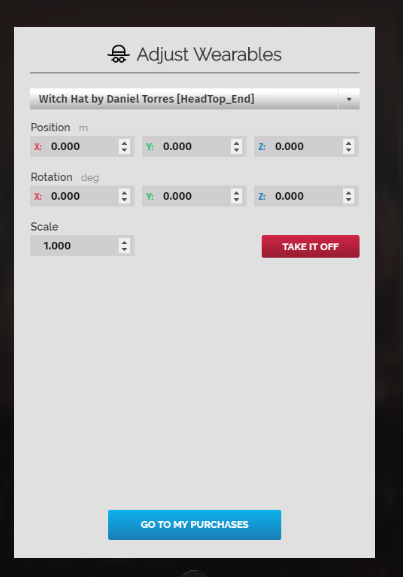 Adjust Wearables
Witch Hat by Daniel Torres [HeadTop_End]
Position m
X: 0.000 Y: 0.000 Z: 0.000
Rotation deg
X: 0.000 Y: 0.000 Z: 0.000
Scale
1.000 TAKE IT OFF
GO TO MY PURCHASES